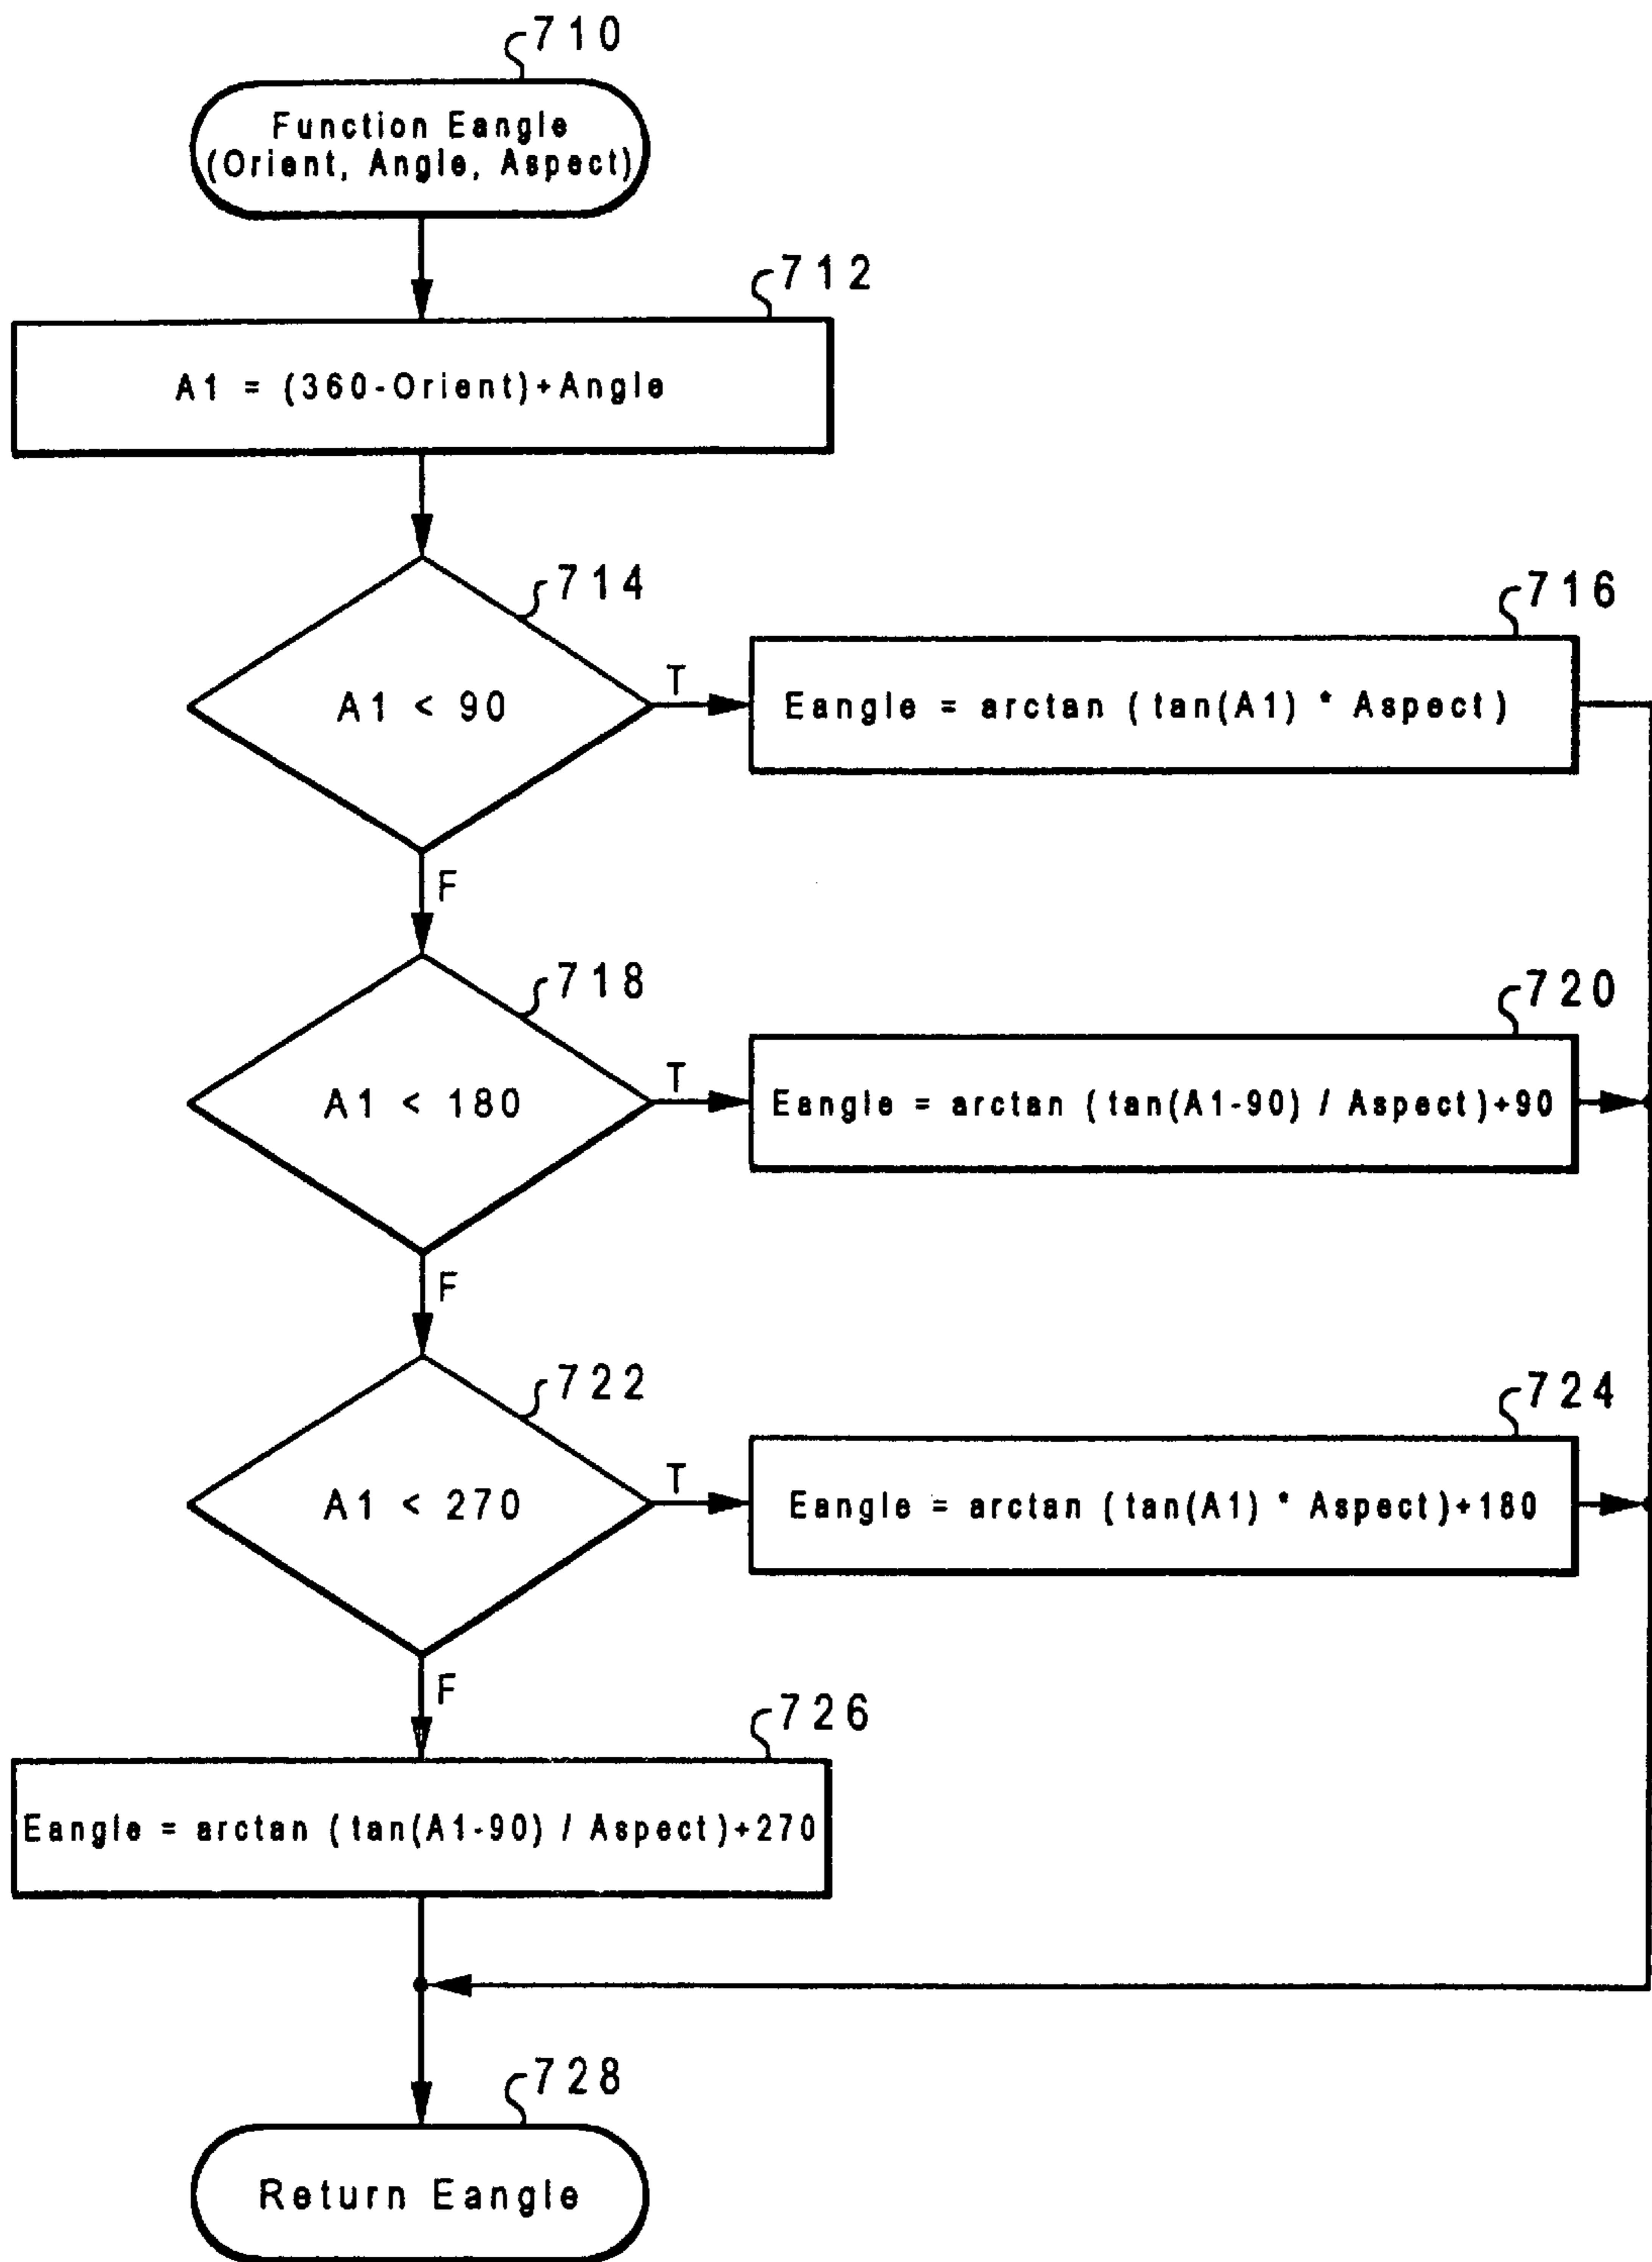 710
Function Eangle
(Orient, Angle, Aspect)
712
A1 = (360-Orient)+Angle
714
A1 < 90
T
716
Eangle = arctan (tan(A1) * Aspect)
F
718
A1 < 180
T
720
Eangle = arctan (tan(A1-90) / Aspect)+90
F
722
A1 < 270
T
724
Eangle = arctan (tan(A1) * Aspect)+180
F
726
Eangle = arctan (tan(A1-90) / Aspect)+270
728
Return Eangle